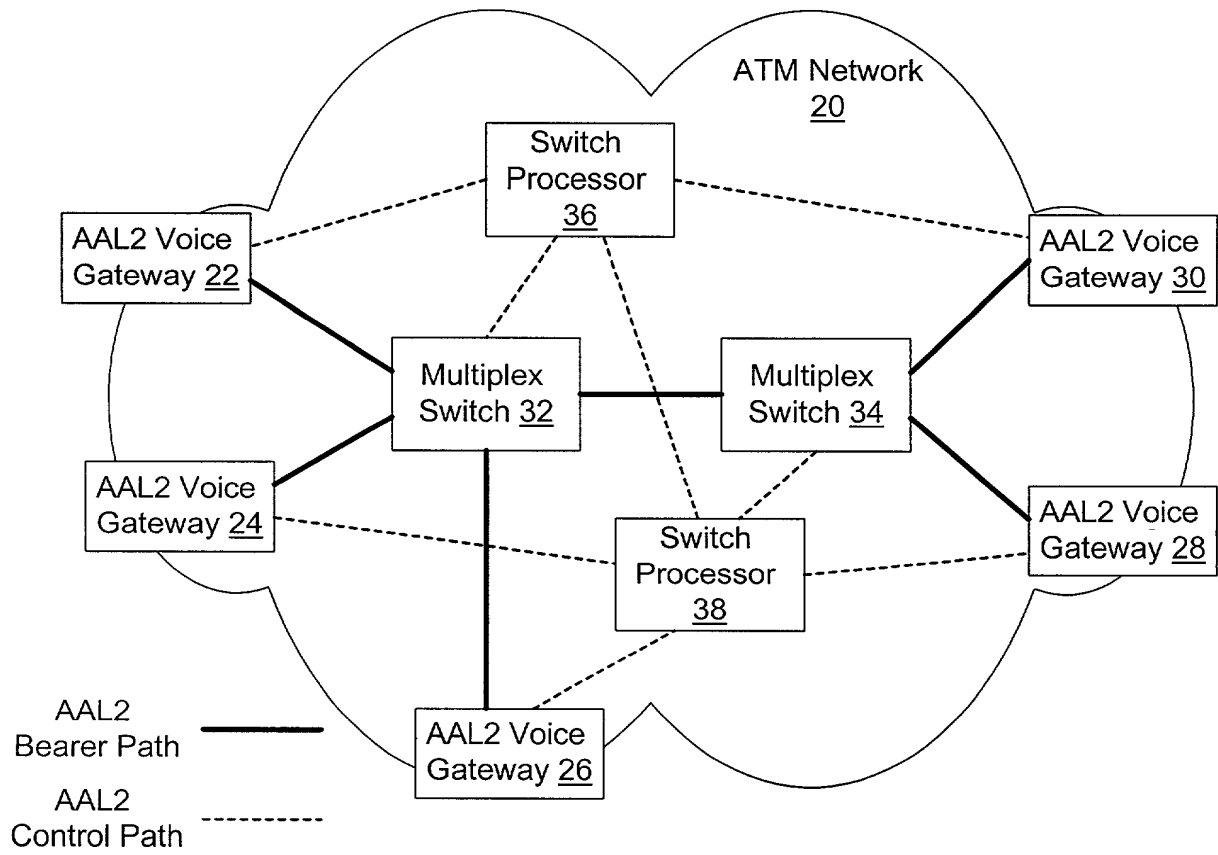 ATM Network
20
Switch
Processor
36
AAL2 Voice
Gateway 22
AAL2 Voice
Gateway 30
Multiplex
Switch 32
Multiplex
Switch 34
AAL2 Voice
Gateway 24
Switch
Processor
38
AAL2 Voice
Gateway 28
AAL2 Voice
Gateway 26
AAL2
Bearer Path
AAL2
Control Path